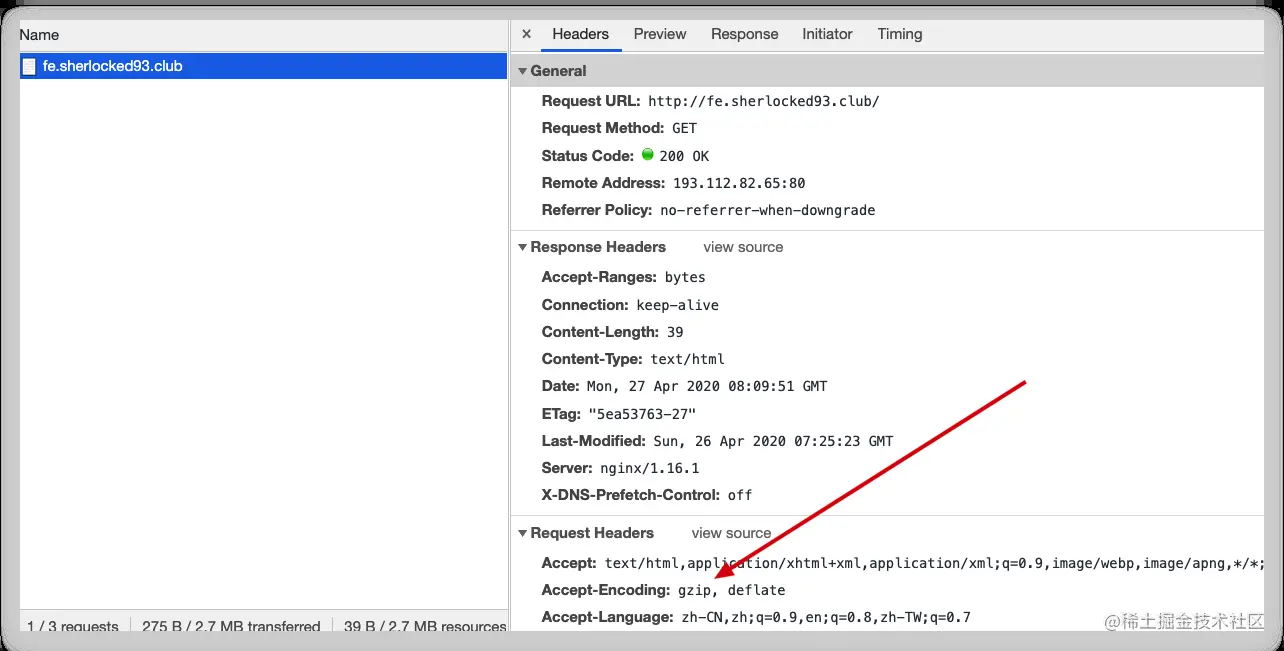 Name
fe.sherlocked93.club
× Headers Preview Response Initiator Timing
General
Request URL: http://fe.sherlocked93.club/
Request Method: GET
Status Code: 200 OK
Remote Address: 193.112.82.65:80
Referrer Policy: no-referrer-when-downgrade
Response Headers view source
Accept-Ranges: bytes
Connection: keep-alive
Content-Length: 39
Content-Type: text/html
Date: Mon, 27 Apr 2020 08:09:51 GMT
ETag: "5ea53763-27"
Last-Modified: Sun, 26 Apr 2020 07:25:23 GMT
Server: nginx/1.16.1
X-DNS-Prefetch-Control: off
Request Headers view source
Accept: text/html,application/xhtml+xml,application/xml;q=0.9,image/webp,image/apng,*/*;
Accept-Encoding: gzip, deflate
Accept-Language: zh-CN,zh;q=0.9,en;q=0.8,zh-TW;q=0.7
1 / 3 requests 275 B / 2.7 MB transferred 39 B / 2.7 MB resources
@稀土掘金技术社区